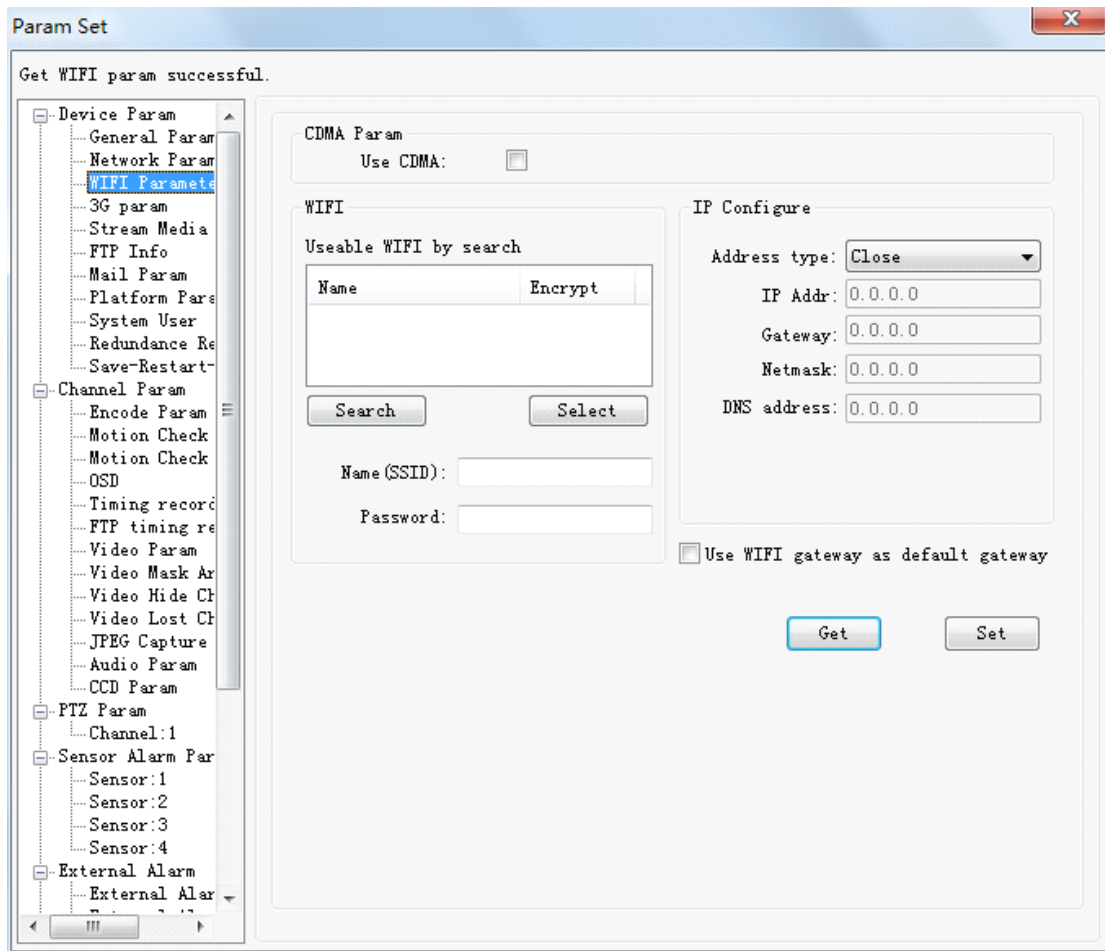 Param Set
Get WIFI param successful.
Device Param
General Param
Network Param
WIFI Paramete
3G param
Stream Media
FTP Info
Mail Param
Platform Para
System User
Redundance Re
Save-Restart-
Channel Param
Encode Param
Motion Check
Motion Check
OSD
Timing record
FTP timing re
Video Param
Video Mask Ar
Video Hide Ch
Video Lost Ch
JPEG Capture
Audio Param
CCD Param
PTZ Param
Channel:1
Sensor Alarm Par
Sensor:1
Sensor:2
Sensor:3
Sensor:4
External Alarm
External Alar
CDMA Param
Use CDMA:
WIFI
Useable WIFI by search
Name Encrypt
Search Select
Name(SSID):
Password:
IP Configure
Address type: Close
IP Addr: 0.0.0.0
Gateway: 0.0.0.0
Netmask: 0.0.0.0
DNS address: 0.0.0.0
Use WIFI gateway as default gateway
Get Set